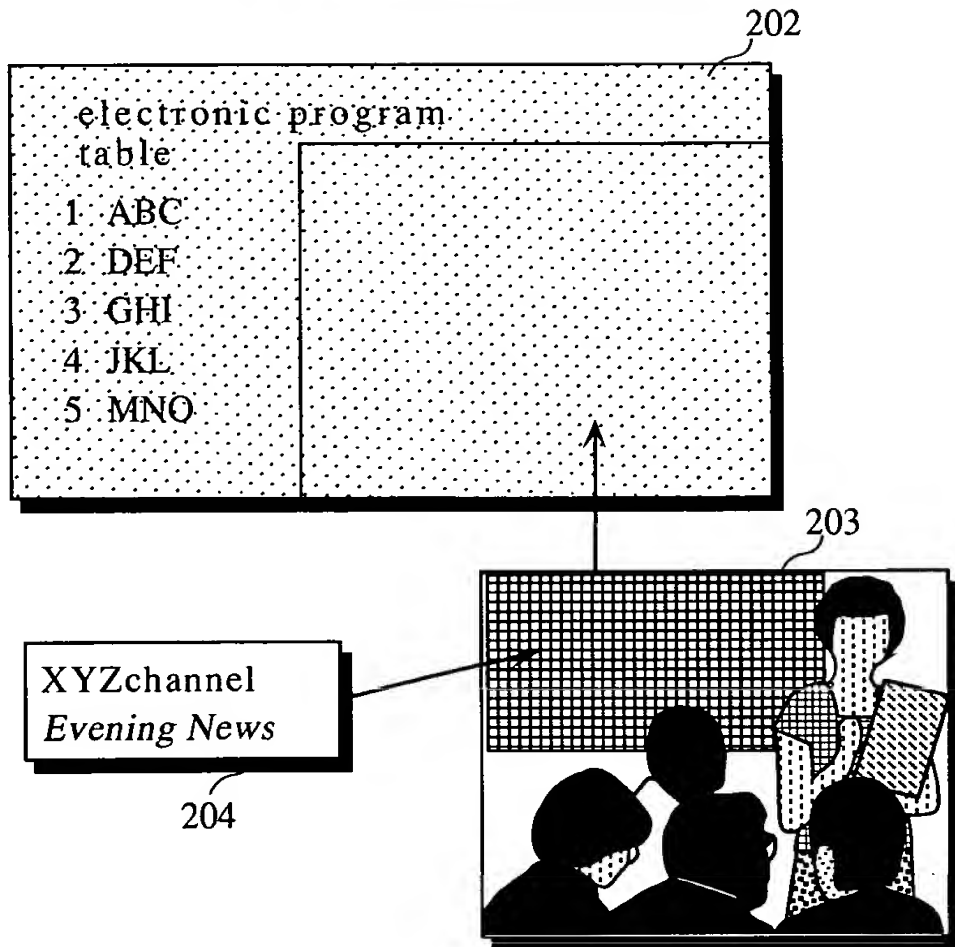 202
electronic program
table
1 ABC
2 DEF
3 GHI
4 JKL
5 MNO
203
XYZchannel
Evening News
204